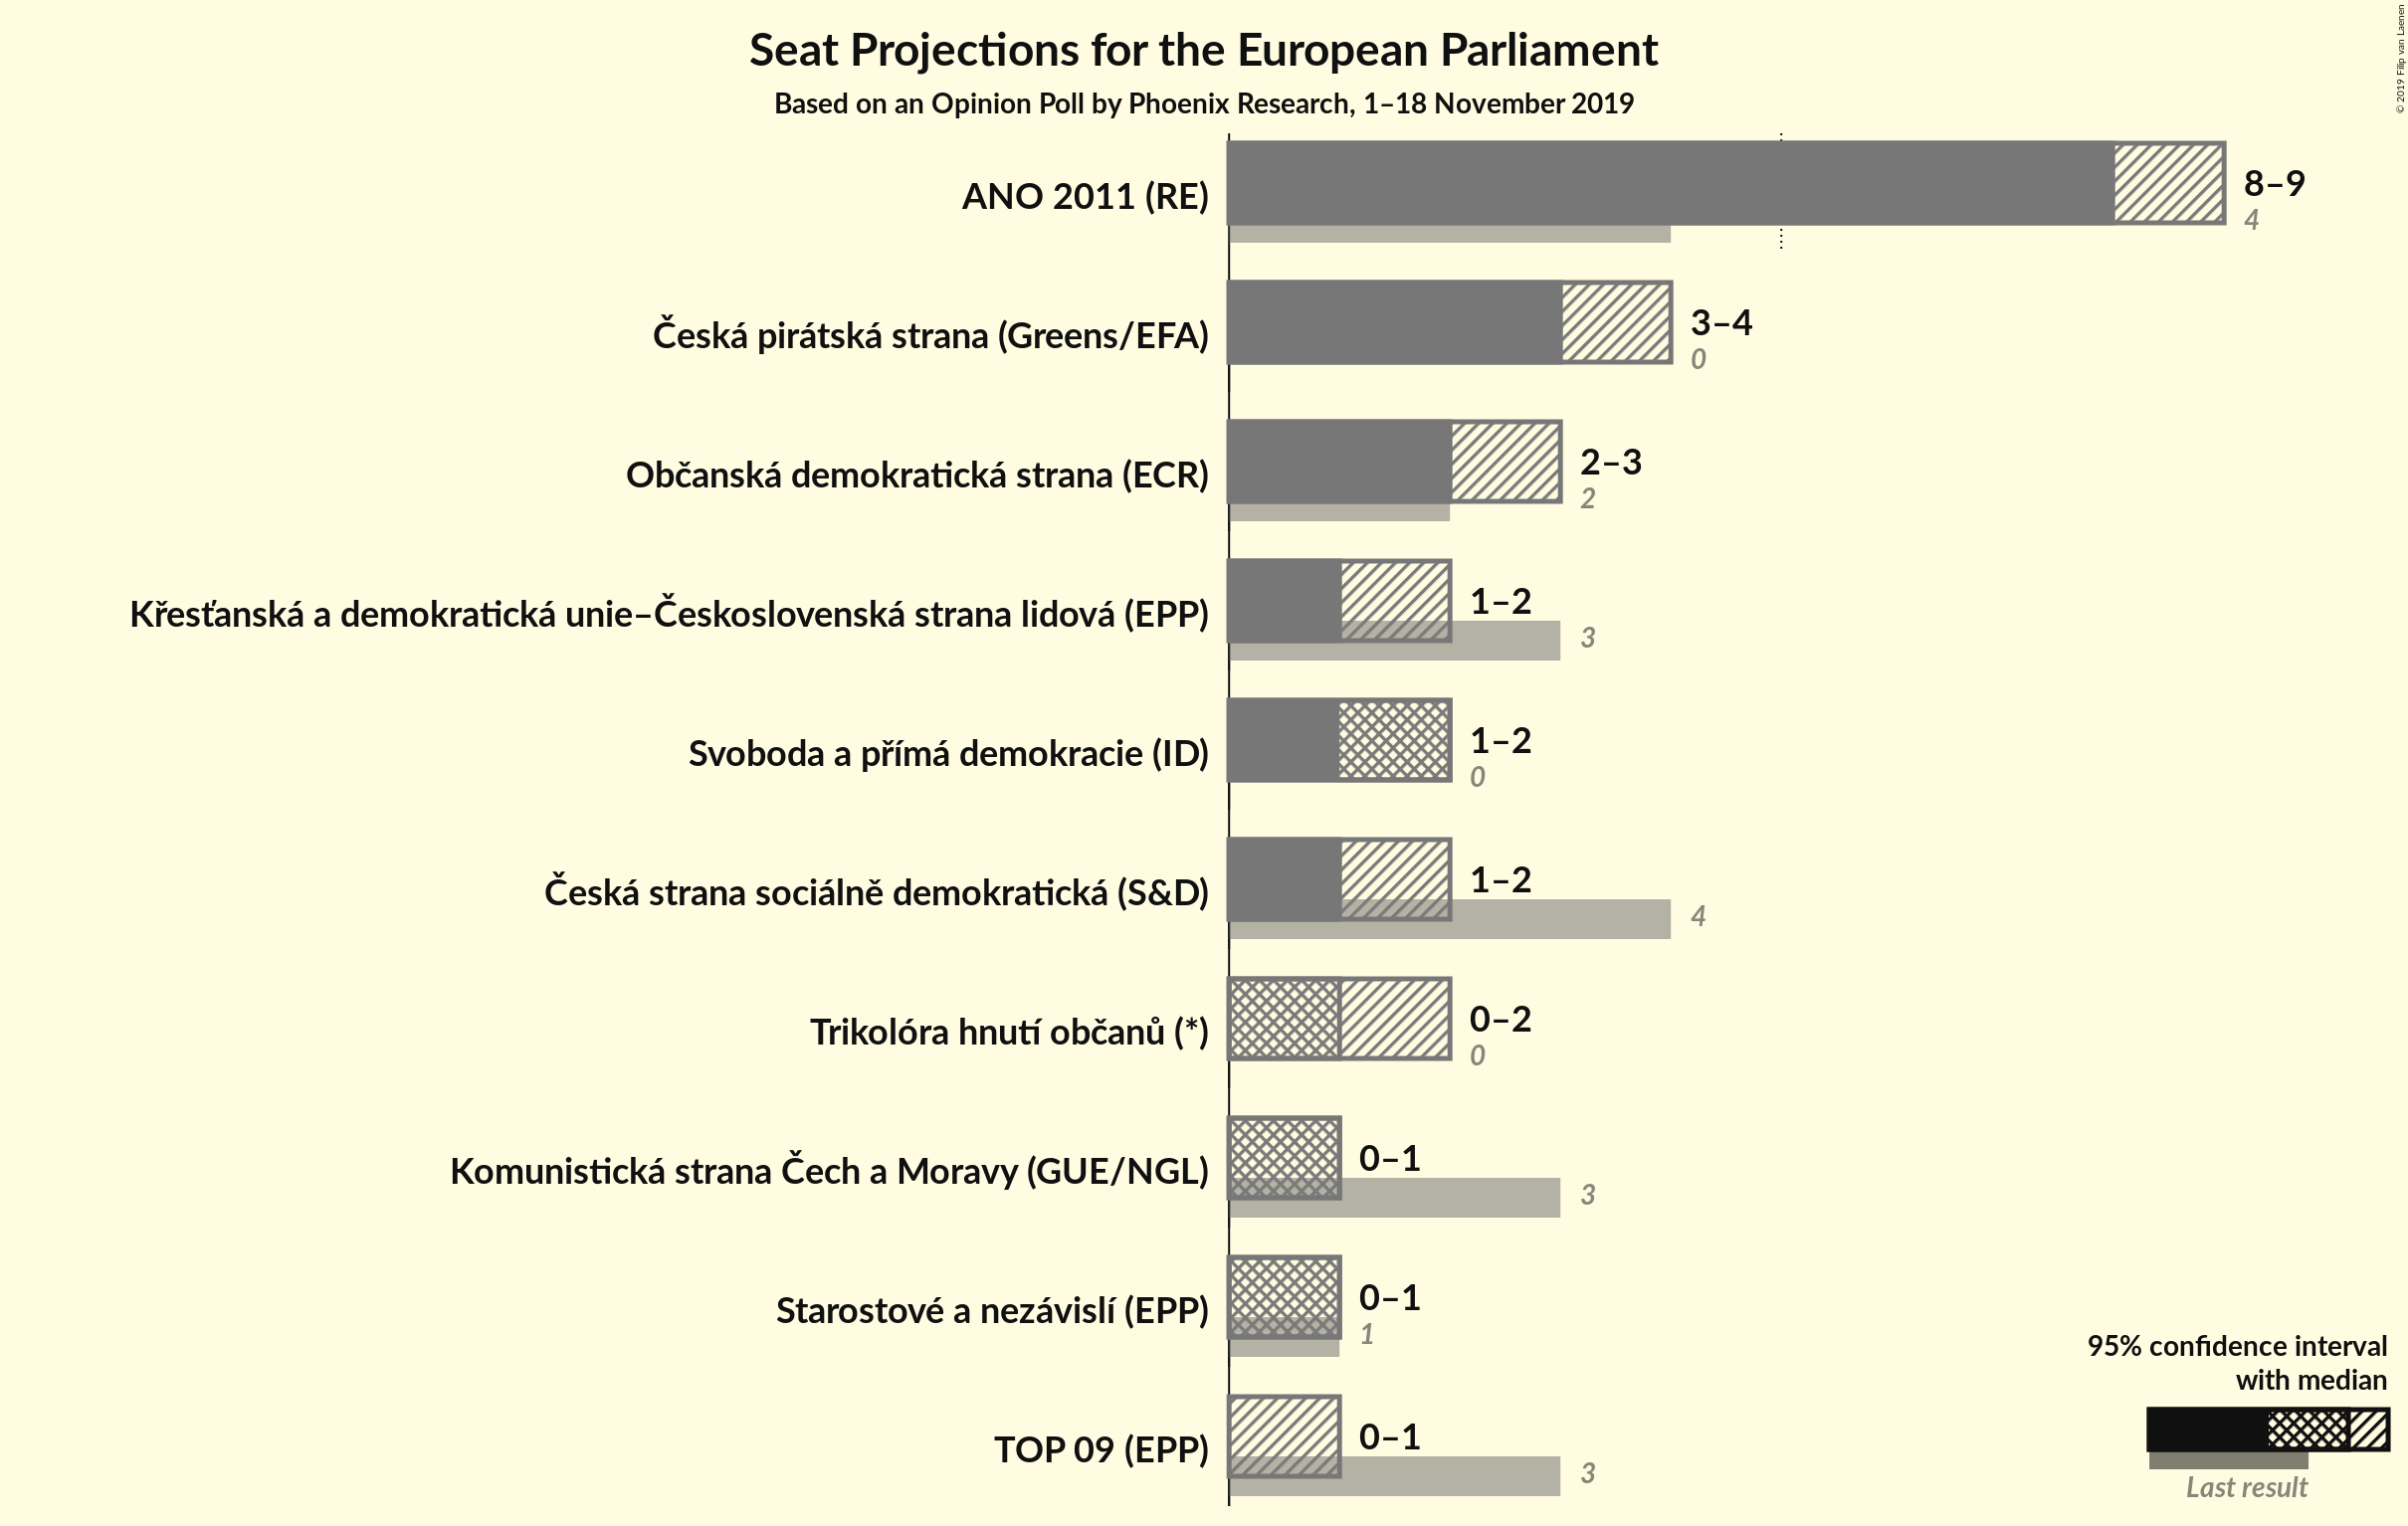 Seat Projections for the European Parliament
Based on an Opinion Poll by Phoenix Research, 1–18 November 2019
© 2019 Filip van Laenen
ANO 2011 (RE)
8–9
4
Česká pirátská strana (Greens/EFA)
3–4
0
Občanská demokratická strana (ECR)
2–3
2
Křesťanská a demokratická unie–Československá strana lidová (EPP)
1–2
3
Svoboda a přímá demokracie (ID)
1–2
0
Česká strana sociálně demokratická (S&D)
1–2
4
Trikolóra hnutí občanů (*)
0–2
0
Komunistická strana Čech a Moravy (GUE/NGL)
0–1
3
Starostové a nezávislí (EPP)
0–1
1
TOP 09 (EPP)
0–1
3
95% confidence interval
with median
Last result